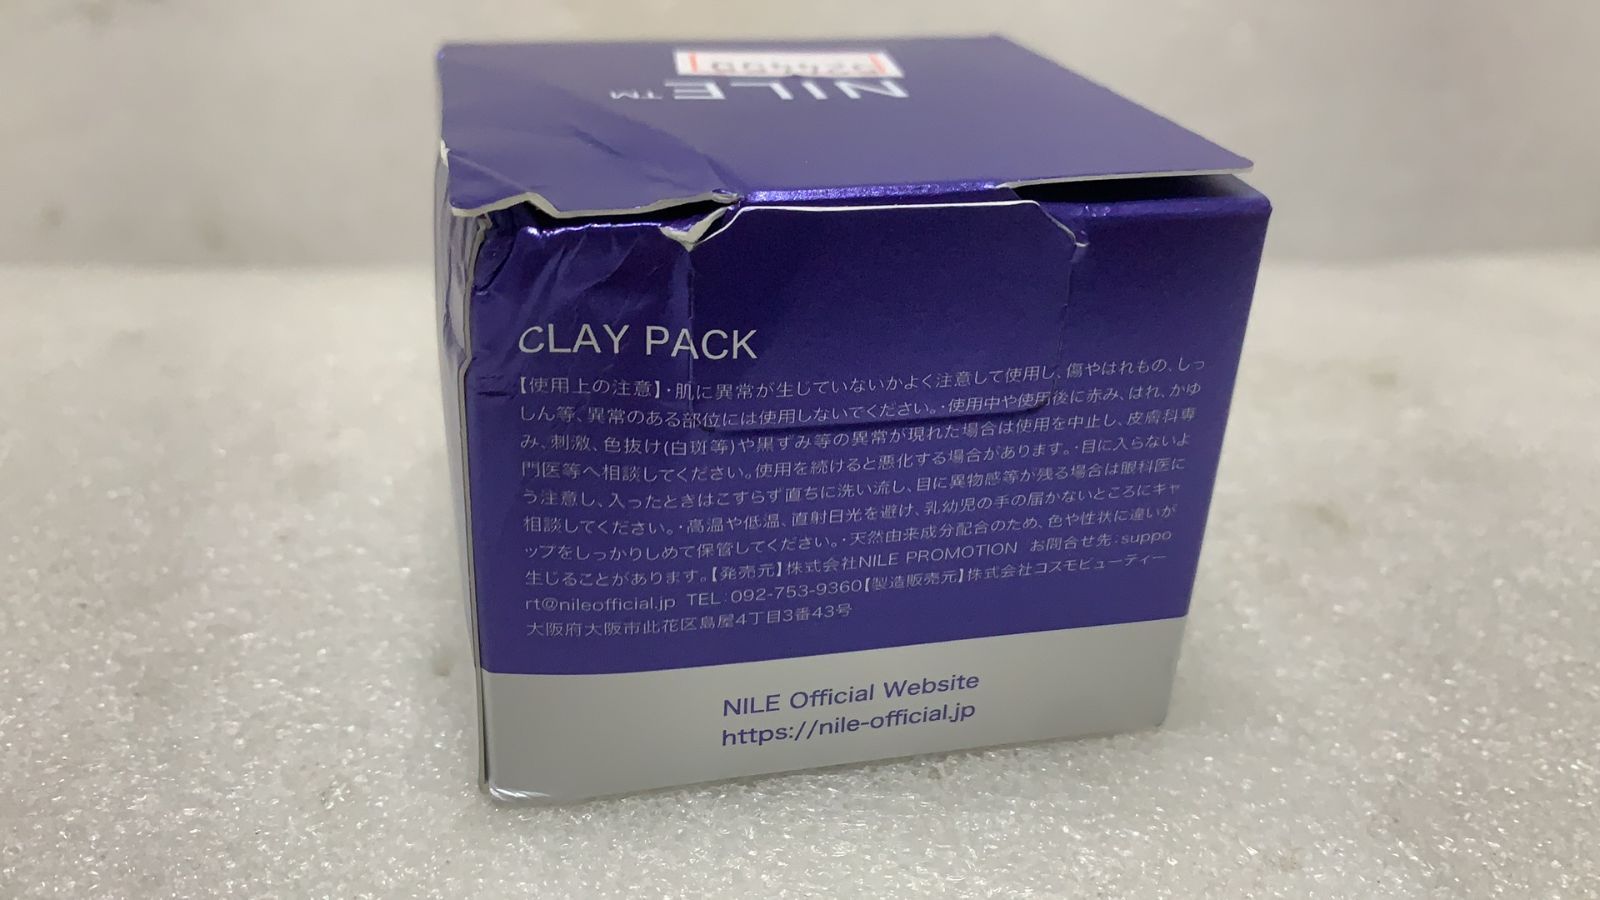 NILE™
CLAY PACK
【使用上の注意】・肌に異常が生じていないかよく注意して使用し、傷やはれもの、しっ
しん等、異常のある部位には使用しないでください。・使用中や使用後に赤み、はれ、かゆ
み、刺激、色抜け(白斑等)や黒ずみ等の異常が現れた場合は使用を中止し、皮膚科専
門医等へ相談してください。使用を続けると悪化する場合があります。・目に入らないよ
う注意し、入ったときはこすらず直ちに洗い流し、目に異物感等が残る場合は眼科医に
相談してください。・高温や低温、直射日光を避け、乳幼児の手の届かないところにキャ
ップをしっかりしめて保管してください。・天然由来成分配合のため、色や性状に違いが
生じることがあります。【発売元】株式会社NILE PROMOTION お問合せ先:suppo
rt@nileofficial.jp TEL:092-753-9360【製造販売元】株式会社コスモビューティー
大阪府大阪市此花区島屋4丁目3番43号
NILE Official Website
https://nile-official.jp